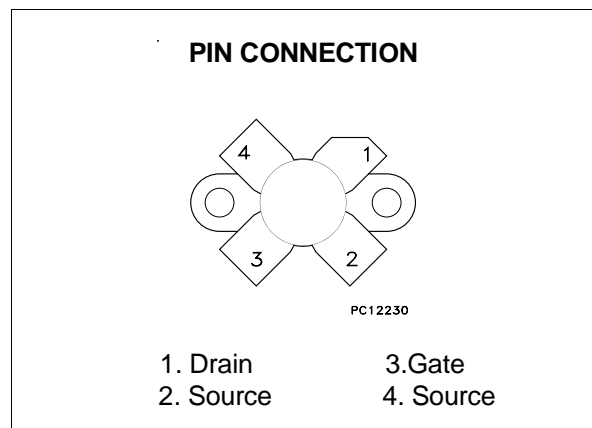 PIN CONNECTION
4
1
3
2
PC12230
1. Drain
3.Gate
2. Source
4. Source